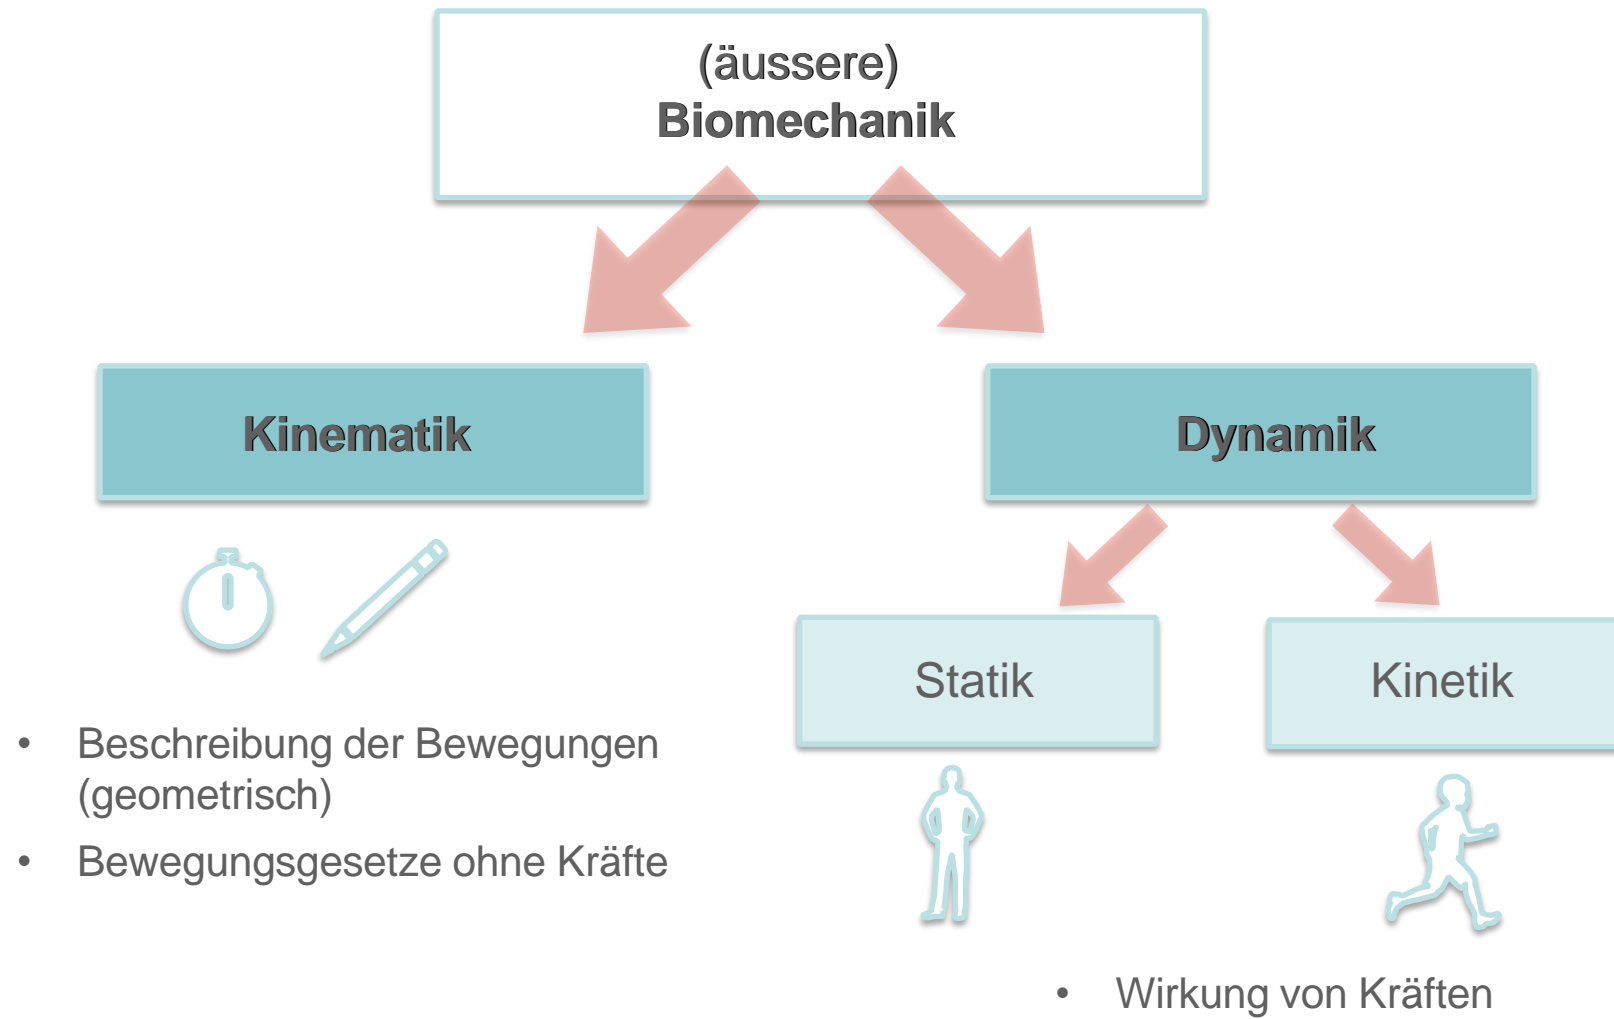 (äussere)
Biomechanik
Kinematik
Dynamik
Statik
Kinetik
• Beschreibung der Bewegungen
(geometrisch)
• Bewegungsgesetze ohne Kräfte
• Wirkung von Kräften